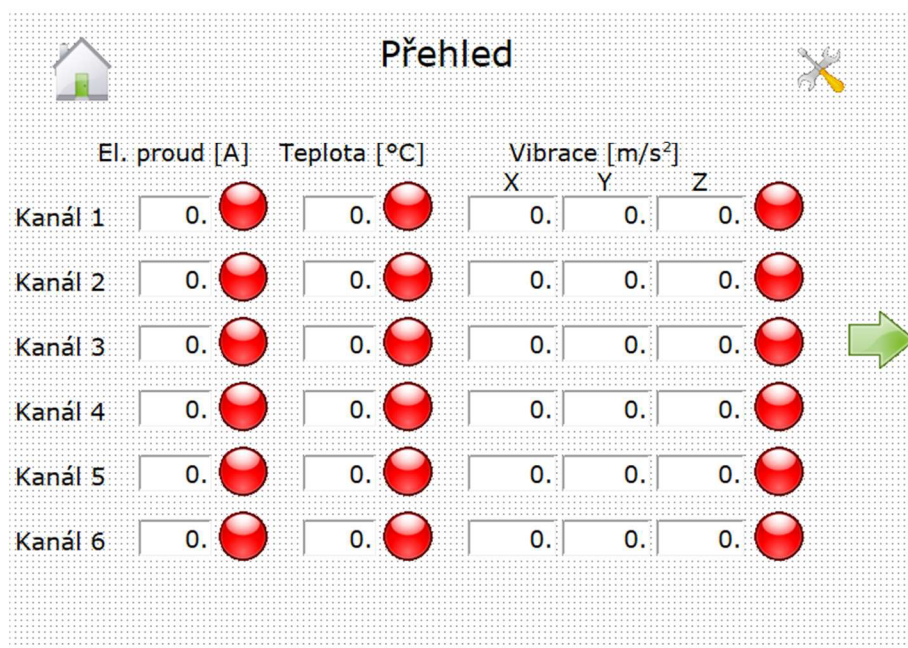 Přehled
El. proud [A] Teplota [°C] Vibrace [m/s²]
X Y Z
Kanál 1 0. 0. 0. 0. 0.
Kanál 2 0. 0. 0. 0. 0.
Kanál 3 0. 0. 0. 0. 0.
Kanál 4 0. 0. 0. 0. 0.
Kanál 5 0. 0. 0. 0. 0.
Kanál 6 0. 0. 0. 0. 0.